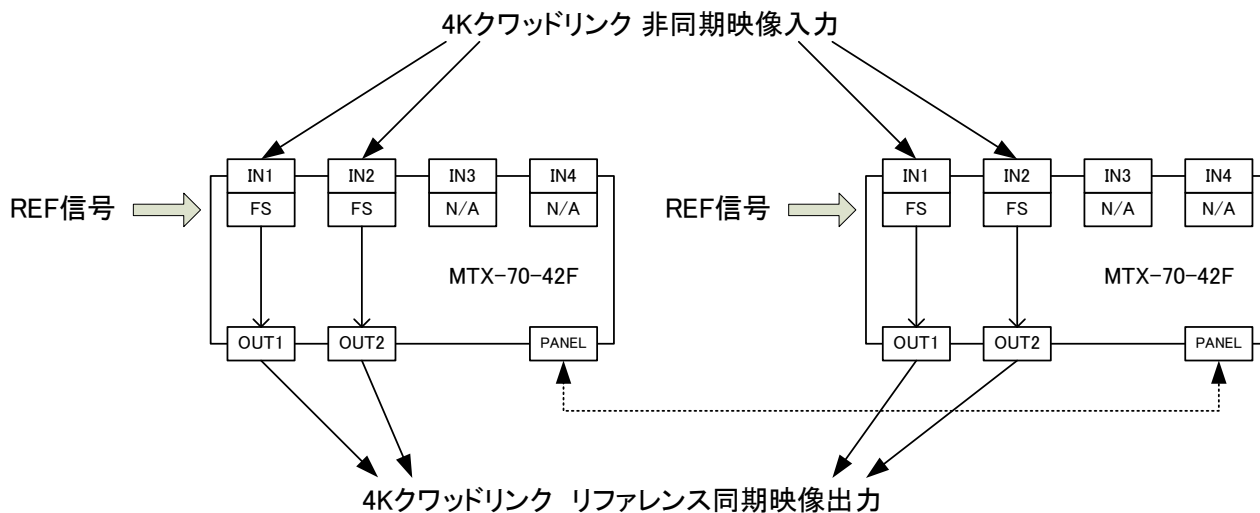 4Kクワッドリンク 非同期映像入力
IN1 IN2 IN3 IN4 IN1 IN2 IN3 IN4
REF信号 FS FS N/A N/A REF信号 FS FS N/A N/A
MTX-70-42F MTX-70-42F
OUT1 OUT2 PANEL OUT1 OUT2 PANEL
4Kクワッドリンク リファレンス同期映像出力